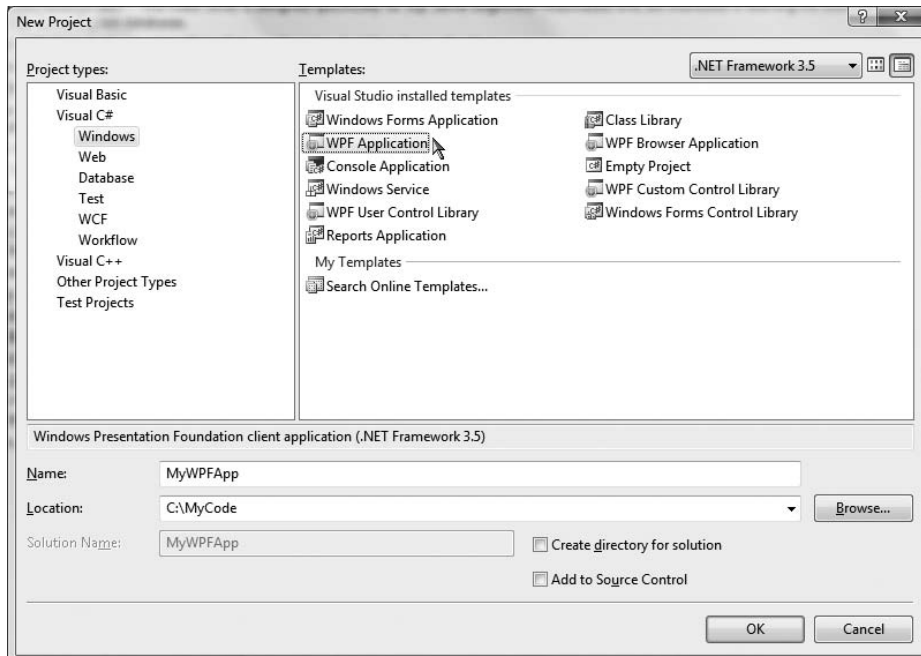 New Project
Project types:
Templates:
.NET Framework 3.5
Visual Basic
Visual C#
Windows
Web
Database
Test
WCF
Workflow
Visual C++
Other Project Types
Test Projects
Visual Studio installed templates
Windows Forms Application
Class Library
WPF Application
WPF Browser Application
Console Application
Empty Project
Windows Service
WPF Custom Control Library
WPF User Control Library
Windows Forms Control Library
Reports Application
My Templates
Search Online Templates...
Windows Presentation Foundation client application (.NET Framework 3.5)
Name:
MyWPFApp
Location:
C:\MyCode
Browse...
Solution Name:
MyWPFApp
Create directory for solution
Add to Source Control
OK
Cancel